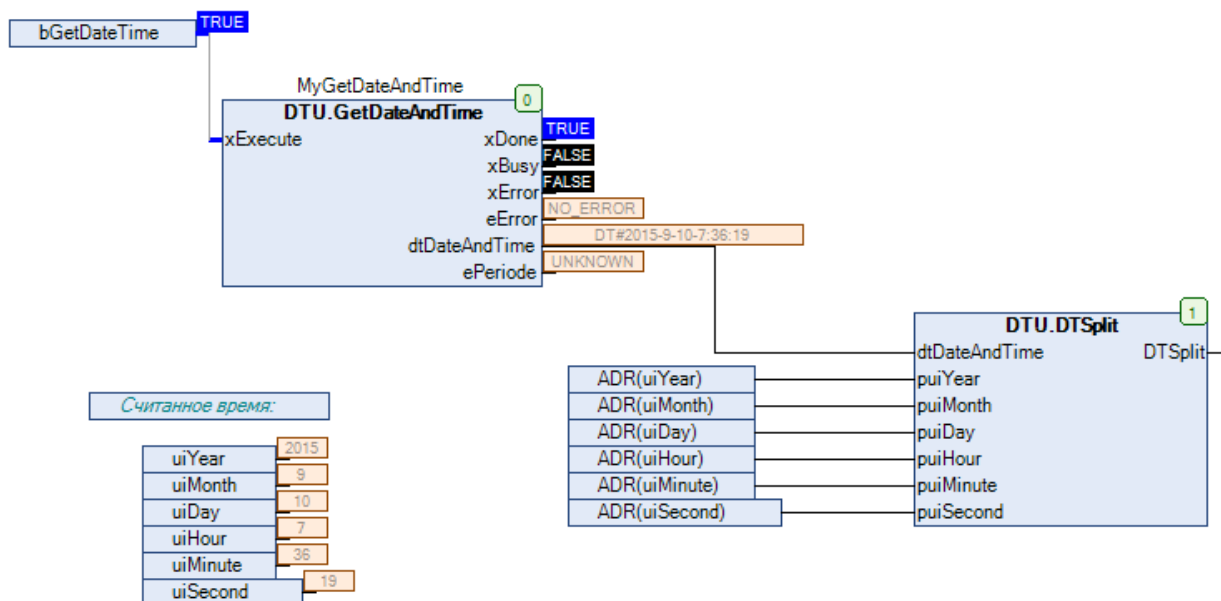 bGetDateTime TRUE
MyGetDateAndTime
0
DTU.GetDateAndTime
xExecute xDone TRUE
xBusy FALSE
xError FALSE
eError NO_ERROR
dtDateAndTime DT#2015-9-10-7:36:19
ePeriode UNKNOWN
1
DTU.DTSplit
dtDateAndTime DTSplit
ADR(uiYear) puiYear
ADR(uiMonth) puiMonth
ADR(uiDay) puiDay
ADR(uiHour) puiHour
ADR(uiMinute) puiMinute
ADR(uiSecond) puiSecond
Считанное время:
uiYear 2015
uiMonth 9
uiDay 10
uiHour 7
uiMinute 36
uiSecond 19